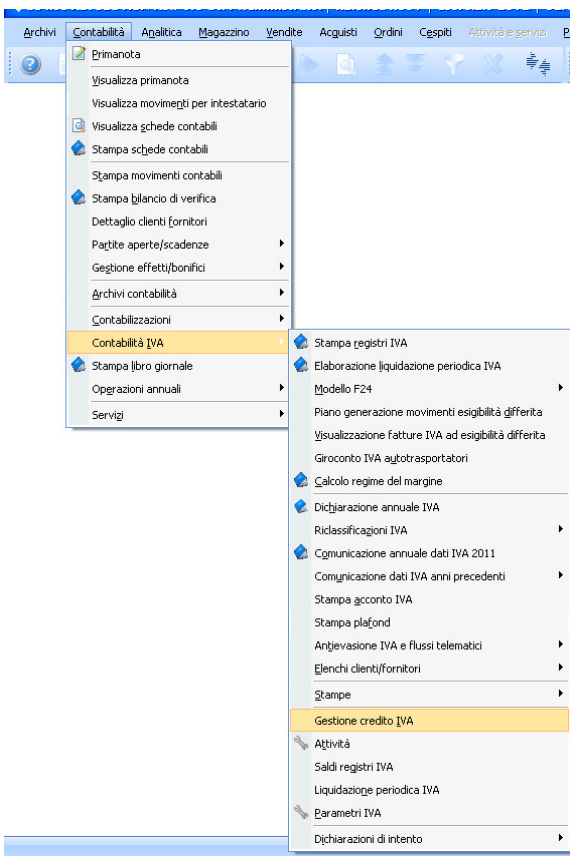 Archivi Contabilità Analitica Magazzino Vendite Acquisti Ordini Cespiti Attività e servizi
Primanota
Visualizza primanota
Visualizza movimenti per intestatario
Visualizza schede contabili
Stampa schede contabili
Stampa movimenti contabili
Stampa bilancio di verifica
Dettaglio clienti fornitori
Partite aperte/scadenze
Gestione effetti/bonifici
Archivi contabilità
Contabilizzazioni
Contabilità IVA
Stampa libro giornale
Operazioni annuali
Servizi
Stampa registri IVA
Elaborazione liquidazione periodica IVA
Modello F24
Piano generazione movimenti esigibilità differita
Visualizzazione fatture IVA ad esigibilità differita
Giroconto IVA autotrasportatori
Calcolo regime del margine
Dichiarazione annuale IVA
Riclassificazioni IVA
Comunicazione annuale dati IVA 2011
Comunicazione dati IVA anni precedenti
Stampa acconto IVA
Stampa plafond
Antievasione IVA e flussi telematici
Elenchi clienti/fornitori
Stampe
Gestione credito IVA
Attività
Saldi registri IVA
Liquidazione periodica IVA
Parametri IVA
Dichiarazioni di intento